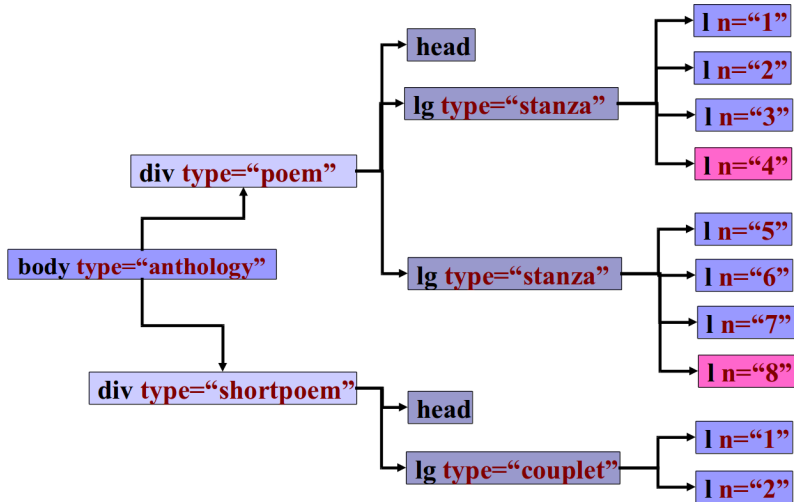 head
lg type=“stanza”
l n=“1”
l n=“2”
l n=“3”
l n=“4”
div type=“poem”
body type=“anthology”
lg type=“stanza”
l n=“5”
l n=“6”
l n=“7”
l n=“8”
div type=“shortpoem”
head
lg type=“couplet”
l n=“1”
l n=“2”